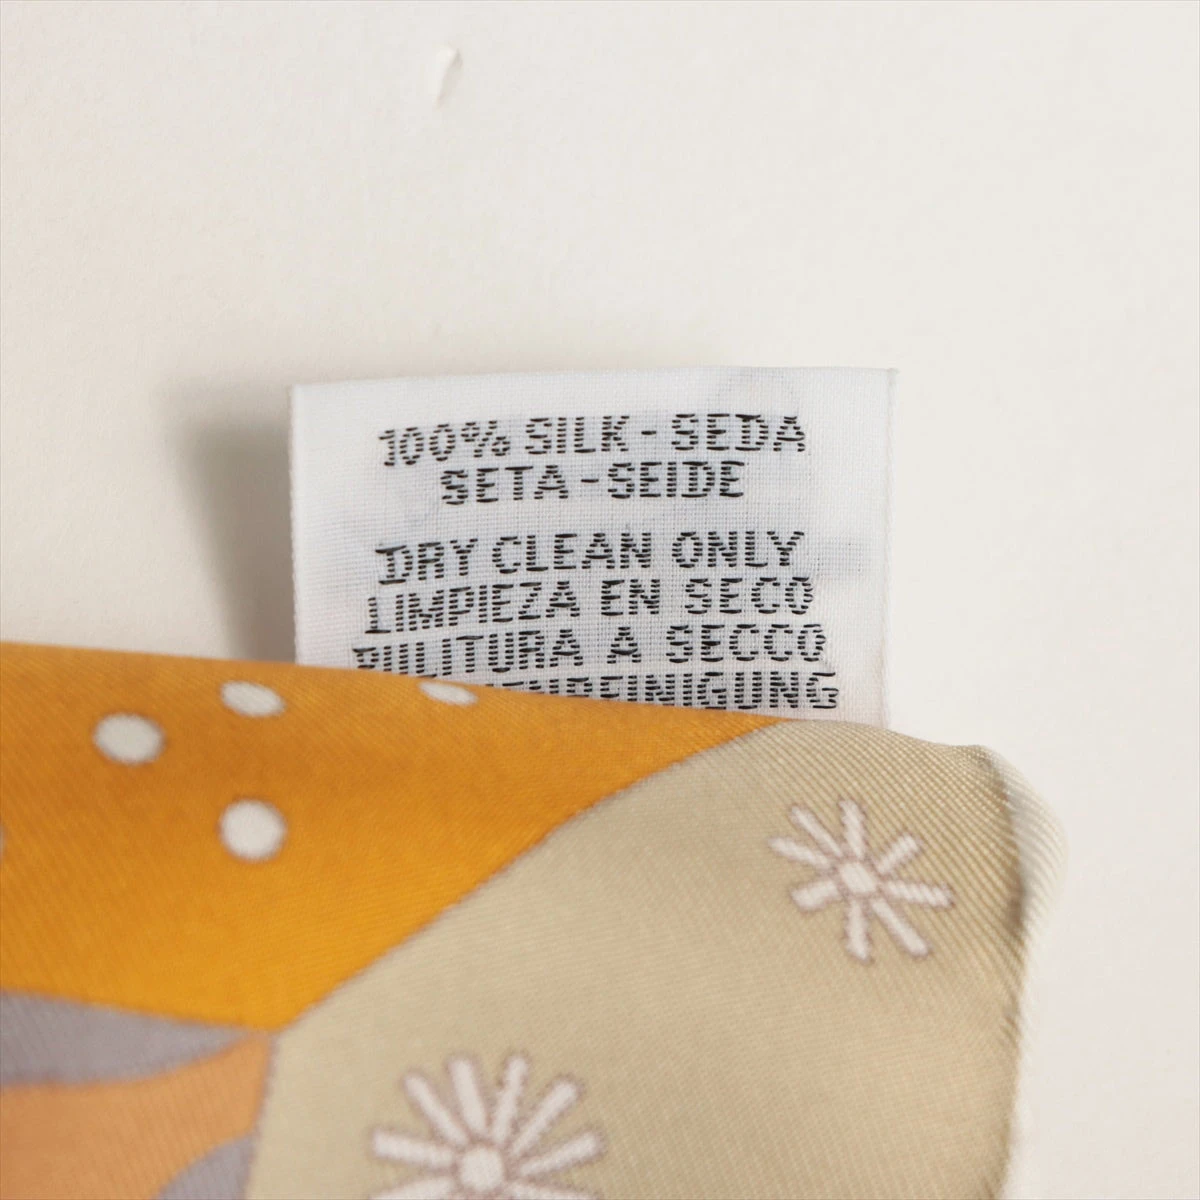 100% SILK-SEDA
SETA-SEIDE
DRY CLEAN ONLY
LIMPIEZA EN SECO
PULITURA A SECCO